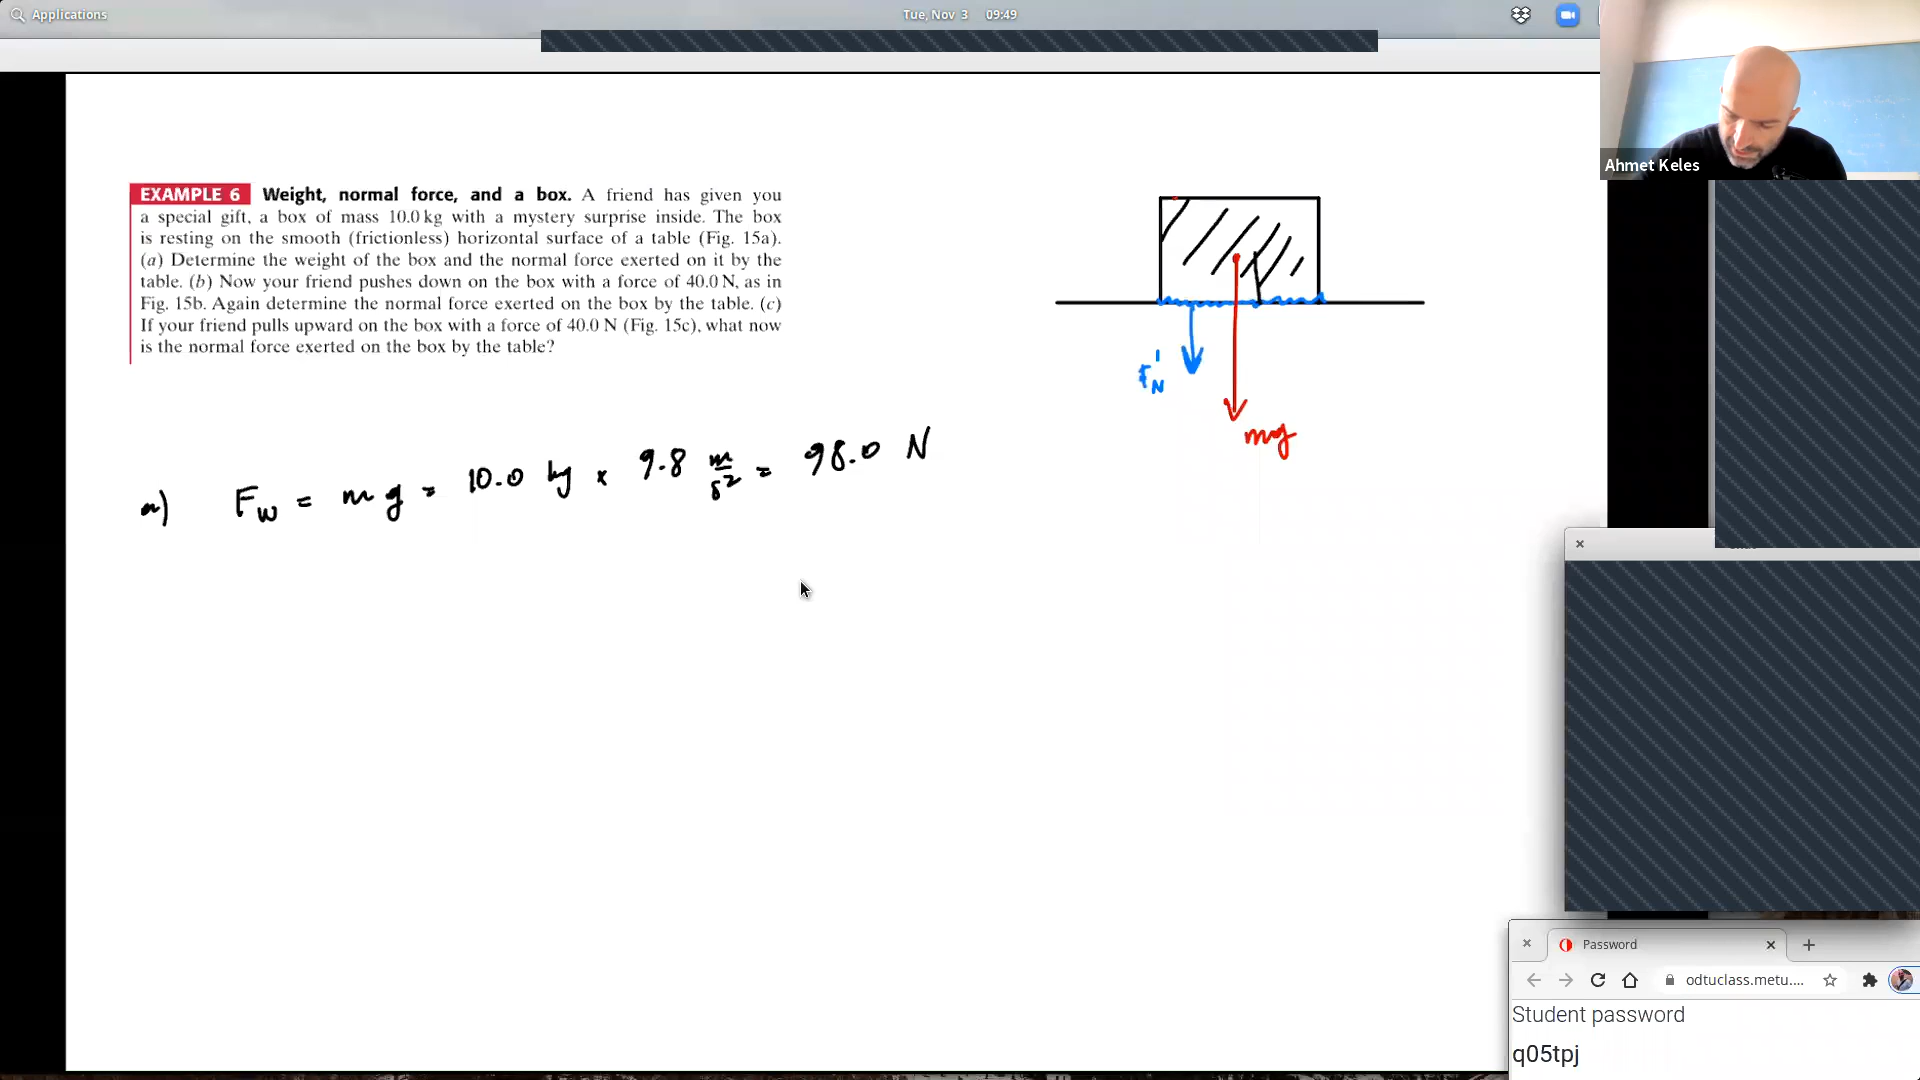 Applications
Tue, Nov 3 09:49
Ahmet Keles
EXAMPLE 6 Weight, normal force, and a box. A friend has given you
a special gift, a box of mass 10.0 kg with a mystery surprise inside. The box
is resting on the smooth (frictionless) horizontal surface of a table (Fig. 15a).
(a) Determine the weight of the box and the normal force exerted on it by the
table. (b) Now your friend pushes down on the box with a force of 40.0 N, as in
Fig. 15b. Again determine the normal force exerted on the box by the table. (c)
If your friend pulls upward on the box with a force of 40.0 N (Fig. 15c), what now
is the normal force exerted on the box by the table?
F'_N
mg
a) F_W = mg = 10.0 kg × 9.8 m/s² = 98.0 N
Password
odtuclass.metu....
Student password
q05tpj